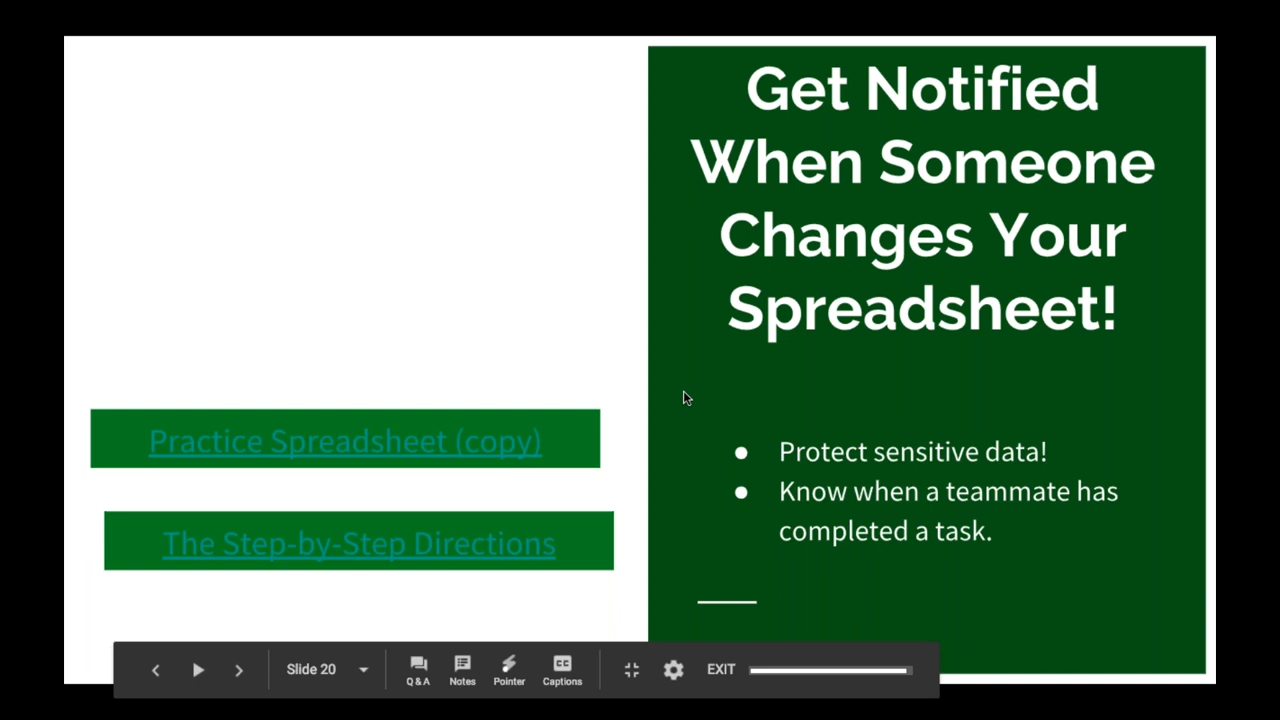 Get Notified
When Someone
Changes Your
Spreadsheet!
Practice Spreadsheet (copy)
The Step-by-Step Directions
● Protect sensitive data!
● Know when a teammate has
completed a task.
Slide 20
Q & A
Notes
Pointer
CC
Captions
EXIT